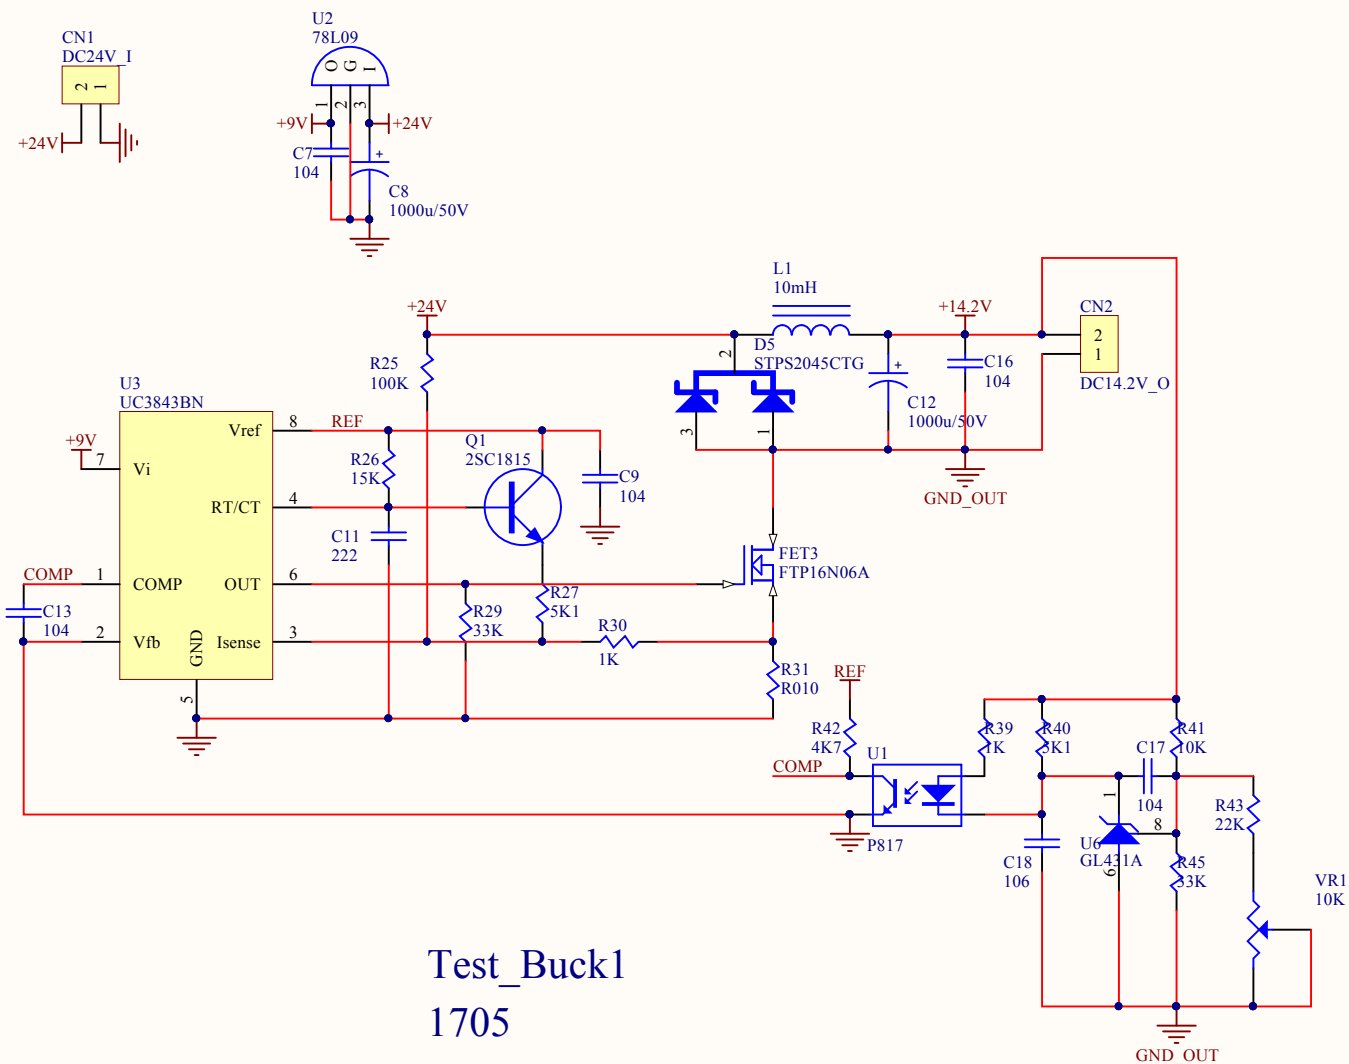 CN1
DC24V_I
2
1
+24V
U2
78L09
O
G
I
1
2
3
+9V
+24V
C7
104
C8
1000u/50V
L1
10mH
+24V
+14.2V
CN2
2
1
DC14.2V_O
2
D5
STPS2045CTG
3
1
C16
104
C12
1000u/50V
GND_OUT
R25
100K
U3
UC3843BN
+9V
7
Vi
Vref
8
REF
R26
15K
Q1
2SC1815
C9
104
RT/CT
4
C11
222
COMP
1
COMP
OUT
6
C13
104
2
Vfb
GND
5
Isense
3
R29
33K
R27
5K1
R30
1K
FET3
FTP16N06A
R31
R010
REF
R42
4K7
COMP
U1
P817
R39
1K
R40
5K1
R41
10K
C17
104
1
8
6
U6
GL431A
C18
106
R45
33K
R43
22K
VR1
10K
GND_OUT
Test_Buck1
1705